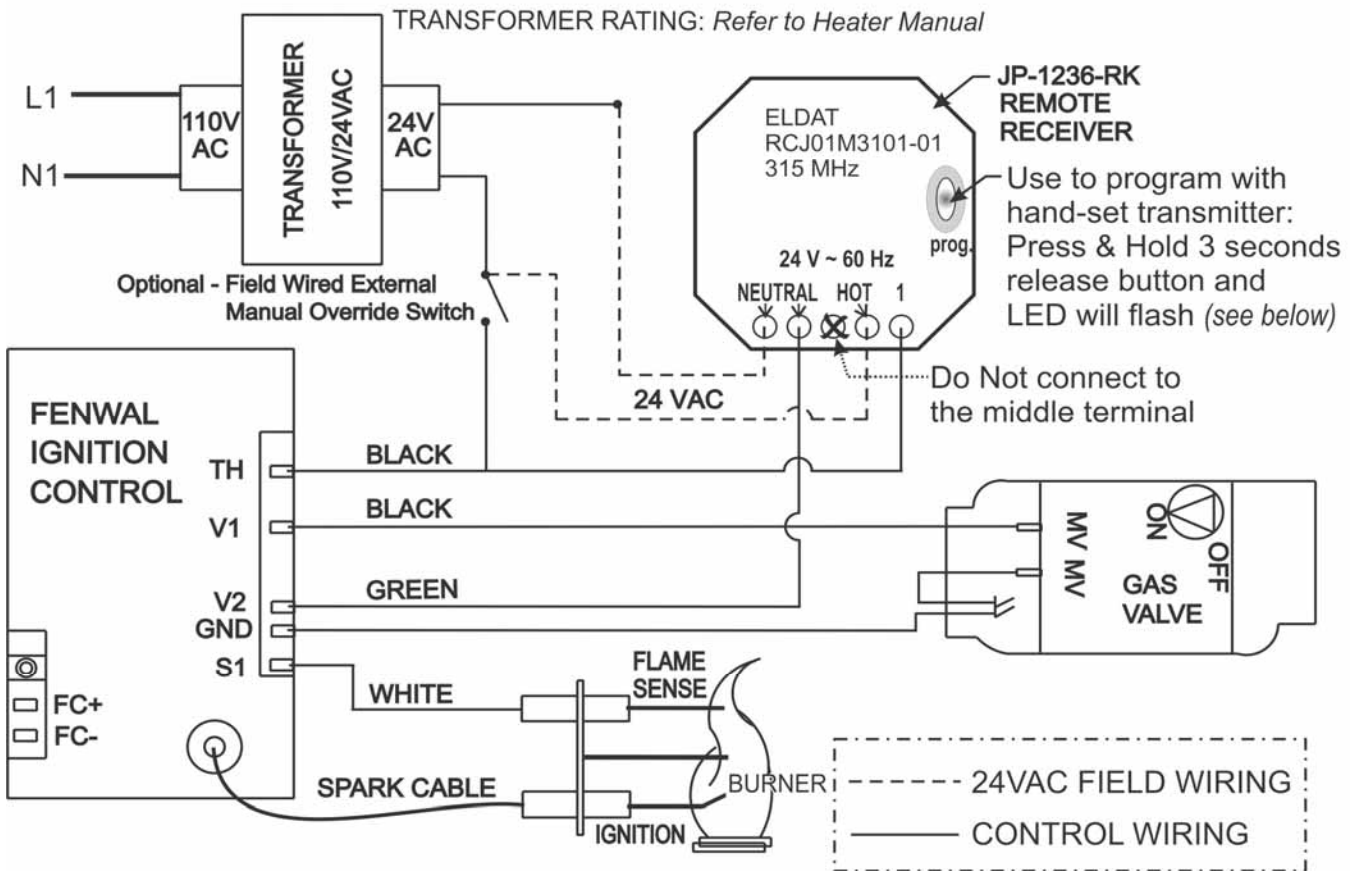 TRANSFORMER RATING: Refer to Heater Manual
L1
N1
110V
AC
TRANSFORMER
110V/24VAC
24V
AC
ELDAT
RCJ01M3101-01
315 MHz
prog.
24 V ~ 60 Hz
NEUTRAL HOT 1
JP-1236-RK
REMOTE
RECEIVER
Use to program with
hand-set transmitter:
Press & Hold 3 seconds
release button and
LED will flash (see below)
Optional - Field Wired External
Manual Override Switch
24 VAC
Do Not connect to
the middle terminal
FENWAL
IGNITION
CONTROL
TH
V1
V2
GND
S1
FC+
FC-
BLACK
BLACK
GREEN
WHITE
SPARK CABLE
FLAME
SENSE
IGNITION
BURNER
MV MV
ON
OFF
GAS
VALVE
24VAC FIELD WIRING
CONTROL WIRING